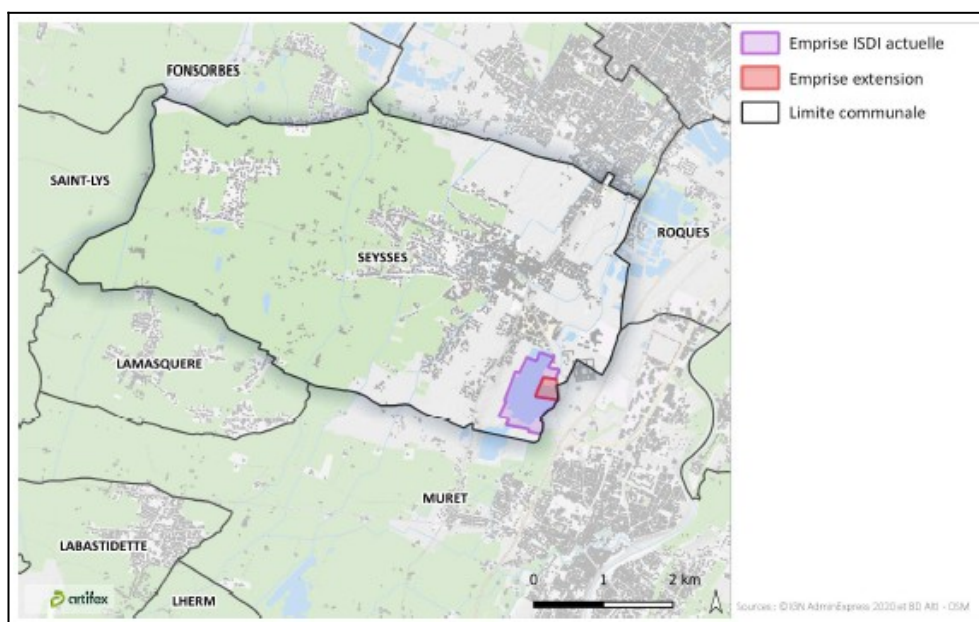 FONSORBES
SAINT-LYS
SEYSSES
ROQUES
LAMASQUERE
MURET
LABASTIDETTE
LHERM
artifex
0 1 2 km
Emprise ISDI actuelle
Emprise extension
Limite communale
Sources : © IGN AdminExpress 2020 et BD Alti - OSM